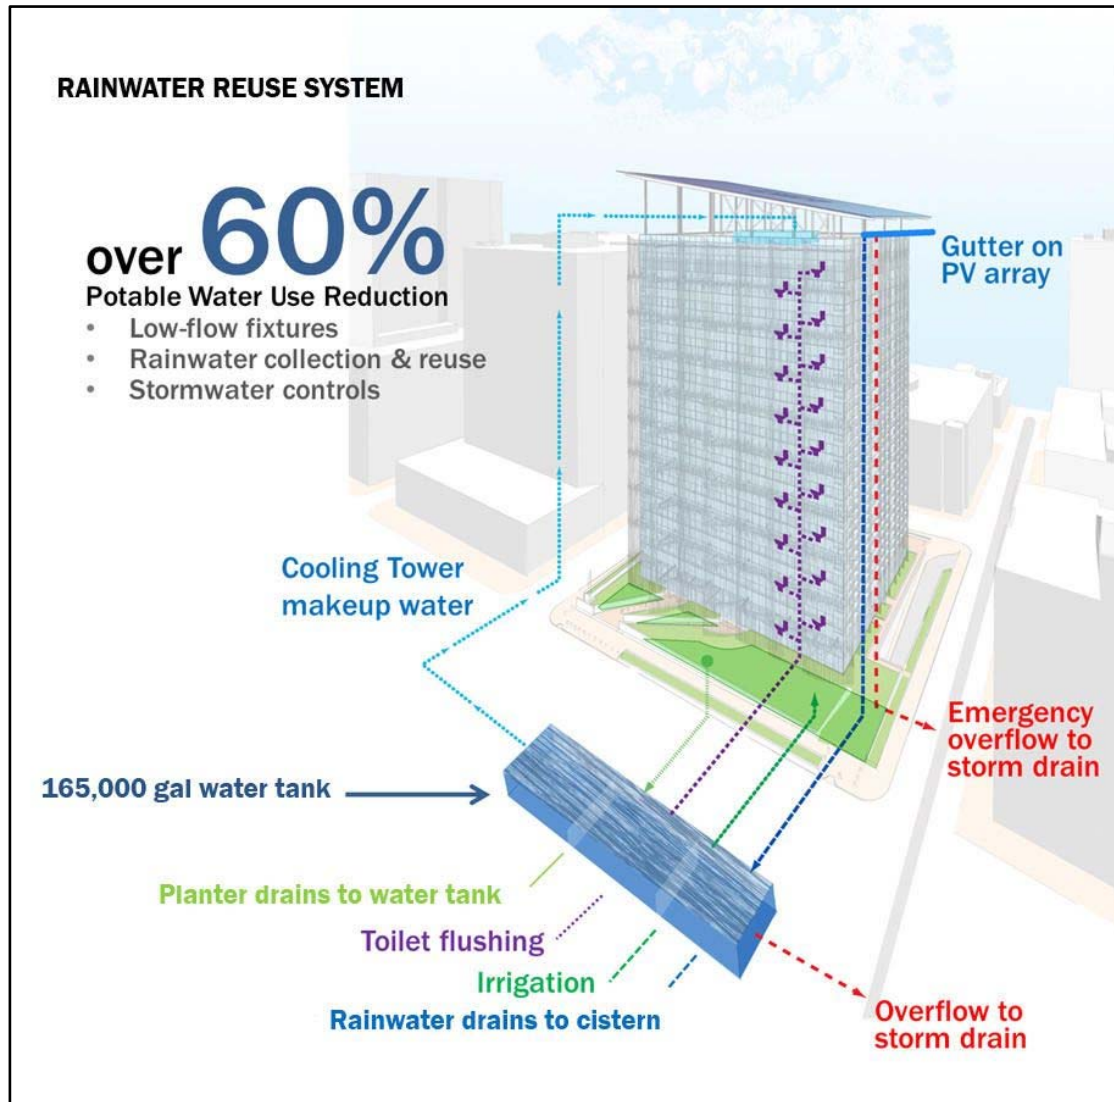 RAINWATER REUSE SYSTEM
over 60%
Potable Water Use Reduction
• Low-flow fixtures
• Rainwater collection & reuse
• Stormwater controls
Gutter on
PV array
Cooling Tower
makeup water
Emergency
overflow to
storm drain
165,000 gal water tank
Planter drains to water tank
Toilet flushing
Irrigation
Rainwater drains to cistern
Overflow to
storm drain